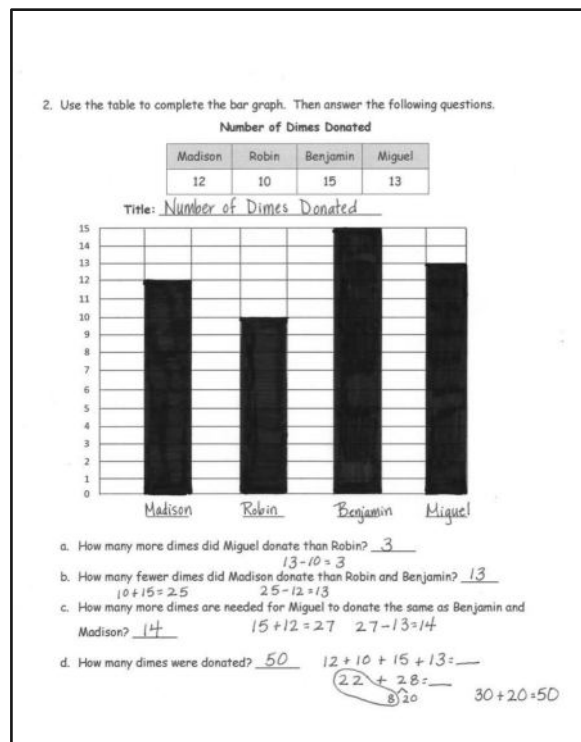 2. Use the table to complete the bar graph. Then answer the following questions.
Number of Dimes Donated
Madison Robin Benjamin Miguel
12 10 15 13
Title: Number of Dimes Donated
15
14
13
12
11
10
9
8
7
6
5
4
3
2
1
0
Madison Robin Benjamin Miguel
a. How many more dimes did Miguel donate than Robin? 3
13-10=3
b. How many fewer dimes did Madison donate than Robin and Benjamin? 13
10+15=25 25-12=13
c. How many more dimes are needed for Miguel to donate the same as Benjamin and
Madison? 14 15+12=27 27-13=14
d. How many dimes were donated? 50 12+10+15+13=__
22 + 28=__
8 20 30+20=50